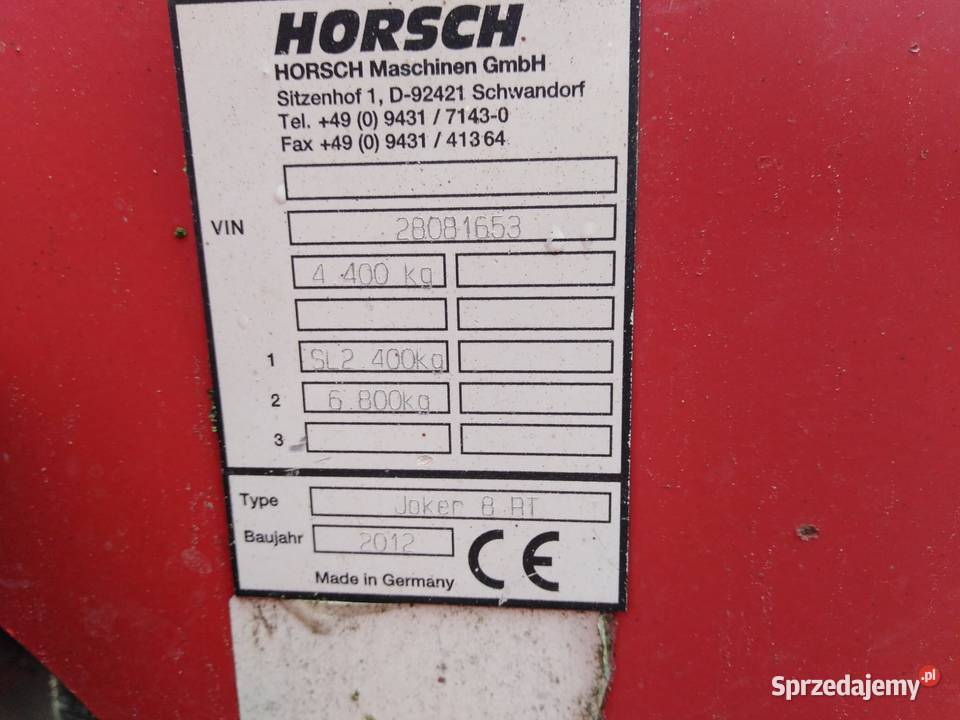 HORSCH
HORSCH Maschinen GmbH
Sitzenhof 1, D-92421 Schwandorf
Tel. +49 (0) 9431 / 7143-0
Fax +49 (0) 9431 / 41364
VIN 28081653
4.400 kg
1 SL2.400kg
2 6.800kg
3
Type Joker 8 RT
Baujahr 2012 CE
Made in Germany
Sprzedajemy.pl